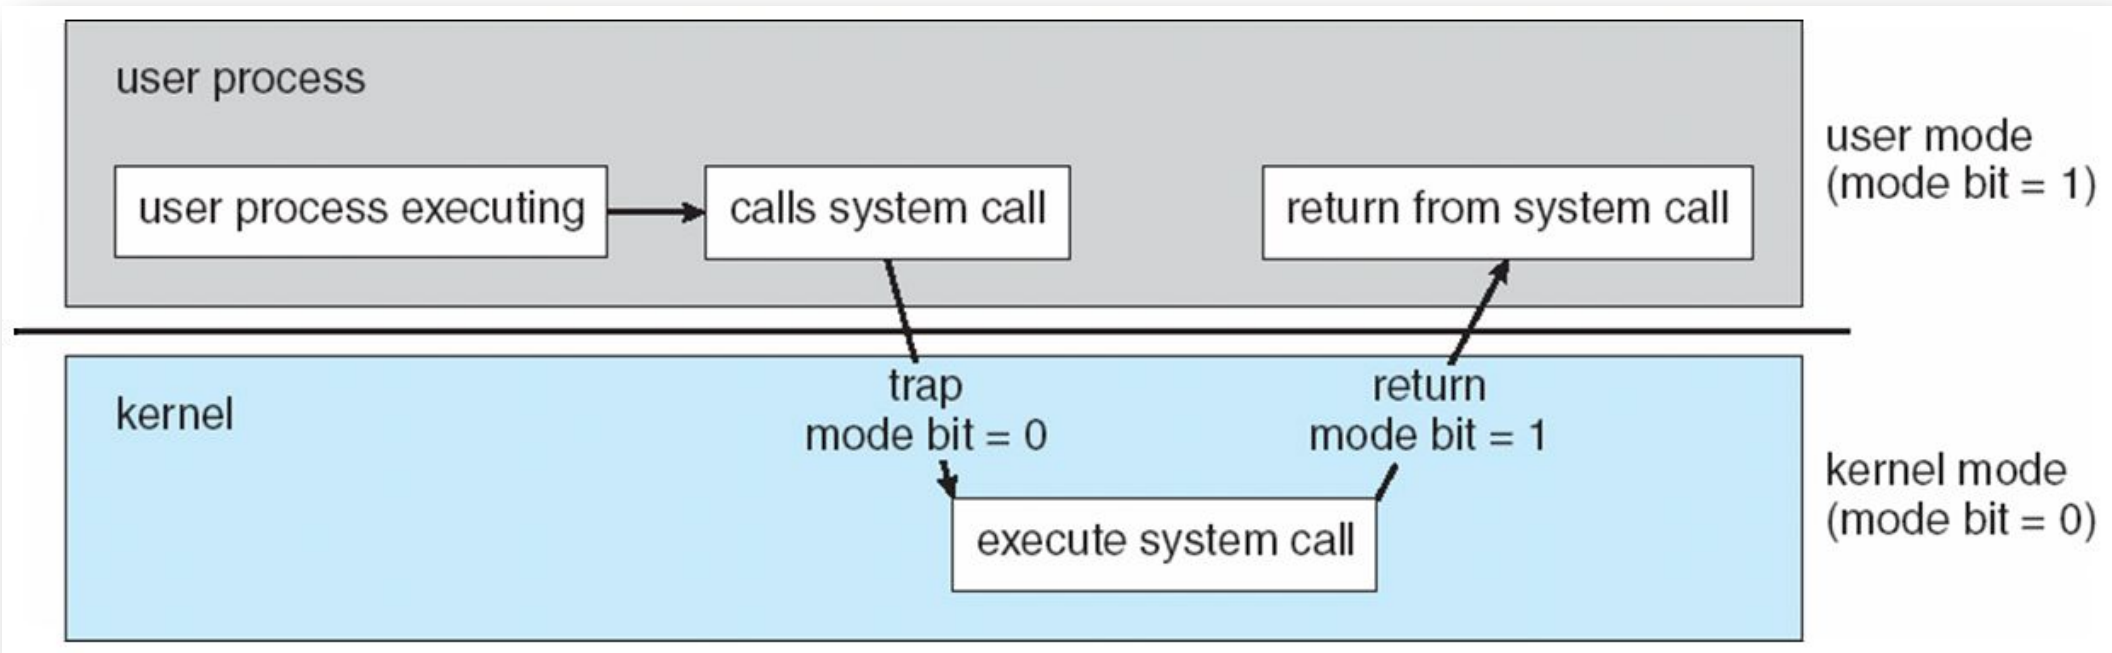 user process
user process executing
calls system call
return from system call
user mode
(mode bit = 1)
kernel
trap
mode bit = 0
return
mode bit = 1
execute system call
kernel mode
(mode bit = 0)